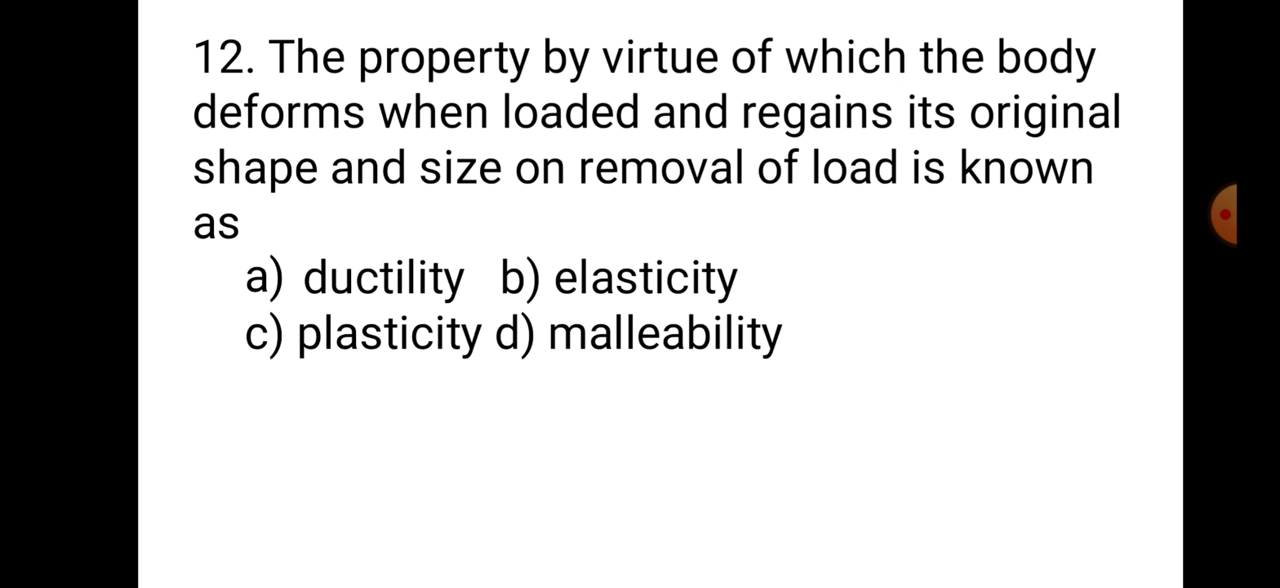 12. The property by virtue of which the body
deforms when loaded and regains its original
shape and size on removal of load is known
as
a) ductility b) elasticity
c) plasticity d) malleability